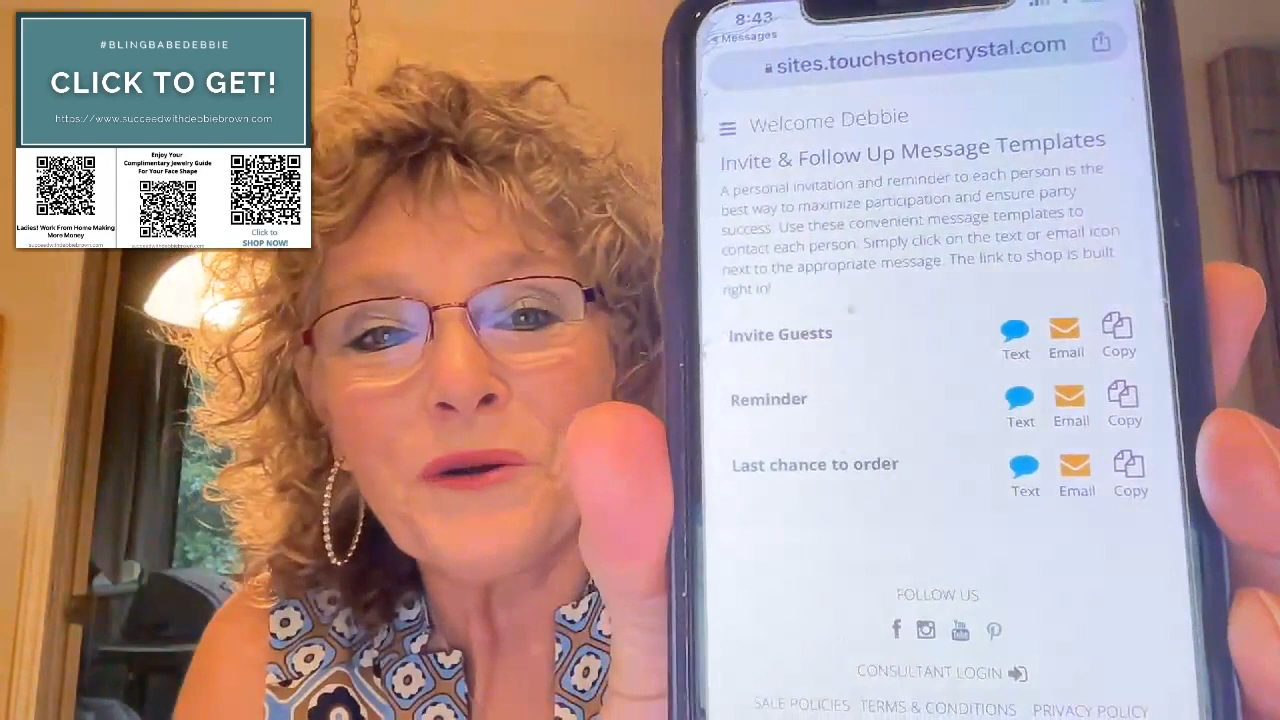 #BLINGBABEDEBBIE
CLICK TO GET!
https://www.succeedwithdebbiebrown.com
Ladies! Work From Home Making
More Money
succeedwithdebbiebrown.com
Enjoy Your
Complimentary Jewelry Guide
For Your Face Shape
succeedwithdebbiebrown.com
Click to
SHOP NOW!
8:43
Messages
sites.touchstonecrystal.com
Welcome Debbie
Invite & Follow Up Message Templates
A personal invitation and reminder to each person is the
best way to maximize participation and ensure party
success. Use these convenient message templates to
contact each person. Simply click on the text or email icon
next to the appropriate message. The link to shop is built
right in!
Invite Guests
Text Email Copy
Reminder
Text Email Copy
Last chance to order
Text Email Copy
FOLLOW US
You Tube
CONSULTANT LOGIN
SALE POLICIES TERMS & CONDITIONS PRIVACY POLICY